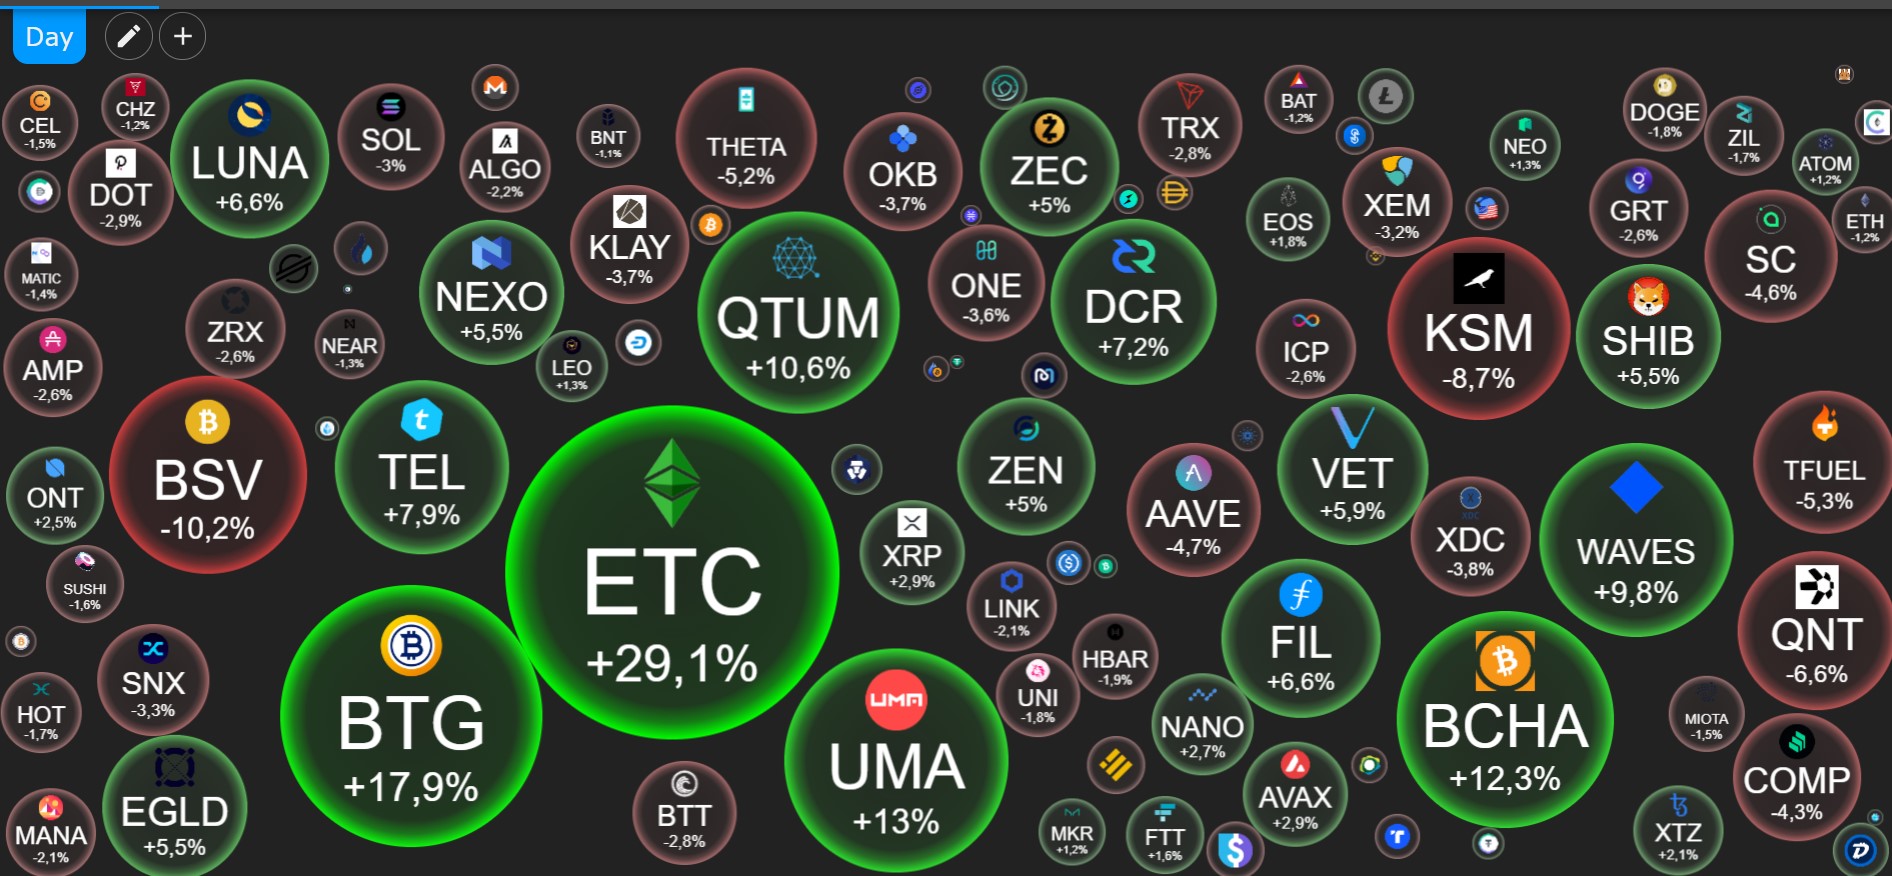 Day
CEL
-1,5%
CHZ
-1,2%
DOT
-2,9%
LUNA
+6,6%
SOL
-3%
ALGO
-2,2%
BNT
-1,1%
THETA
-5,2%
OKB
-3,7%
ZEC
+5%
TRX
-2,8%
BAT
-1,2%
NEO
+1,3%
DOGE
-1,8%
ZIL
-1,7%
ATOM
+1,2%
ETH
-1,2%
MATIC
-1,4%
ZRX
-2,6%
NEAR
-1,3%
NEXO
+5,5%
KLAY
-3,7%
LEO
+1,3%
QTUM
+10,6%
ONE
-3,6%
DCR
+7,2%
EOS
+1,8%
XEM
-3,2%
GRT
-2,6%
SC
-4,6%
AMP
-2,6%
ICP
-2,6%
KSM
-8,7%
SHIB
+5,5%
ONT
+2,5%
BSV
-10,2%
TEL
+7,9%
ETC
+29,1%
XRP
+2,9%
ZEN
+5%
AAVE
-4,7%
VET
+5,9%
XDC
-3,8%
WAVES
+9,8%
TFUEL
-5,3%
SUSHI
-1,6%
LINK
-2,1%
HBAR
-1,9%
FIL
+6,6%
QNT
-6,6%
HOT
-1,7%
SNX
-3,3%
BTG
+17,9%
UMA
UMA
+13%
UNI
-1,8%
NANO
+2,7%
BCHA
+12,3%
MIOTA
-1,5%
COMP
-4,3%
MANA
-2,1%
EGLD
+5,5%
BTT
-2,8%
MKR
+1,2%
FTT
+1,6%
AVAX
+2,9%
XTZ
+2,1%